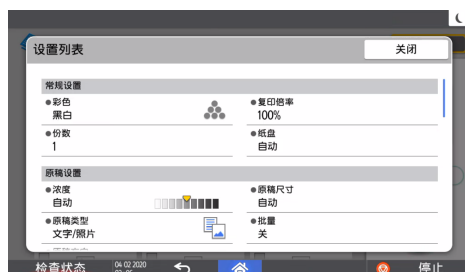 设置列表
关闭
常规设置
●彩色
黑白
●复印倍率
100%
●份数
1
●纸盘
自动
原稿设置
●浓度
自动
●原稿尺寸
自动
●原稿类型
文字/照片
●批量
关
检查状态
04 02 2020
停止